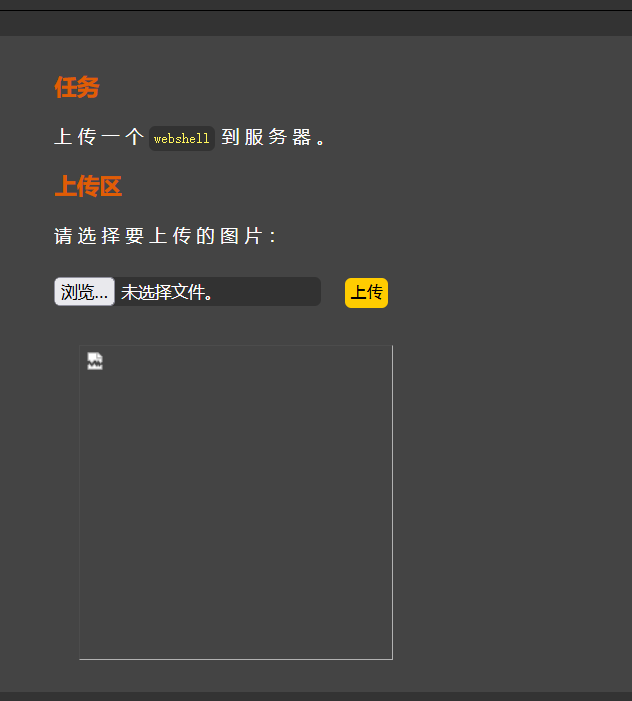 任务
上传一个 webshell 到服务器。
上传区
请选择要上传的图片：
浏览... 未选择文件。 上传